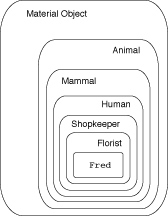 Material Object
Animal
Mammal
Human
Shopkeeper
Florist
Fred